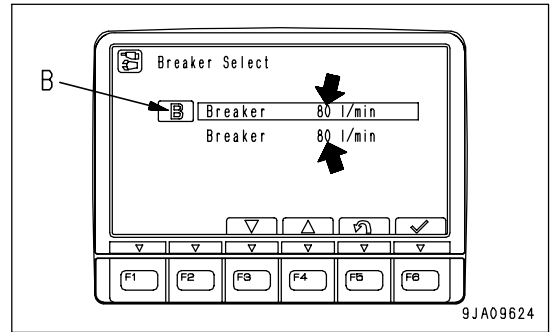 Breaker Select
B
B Breaker 80 l/min
Breaker 80 l/min
F1 F2 F3 F4 F5 F6
9JA09624